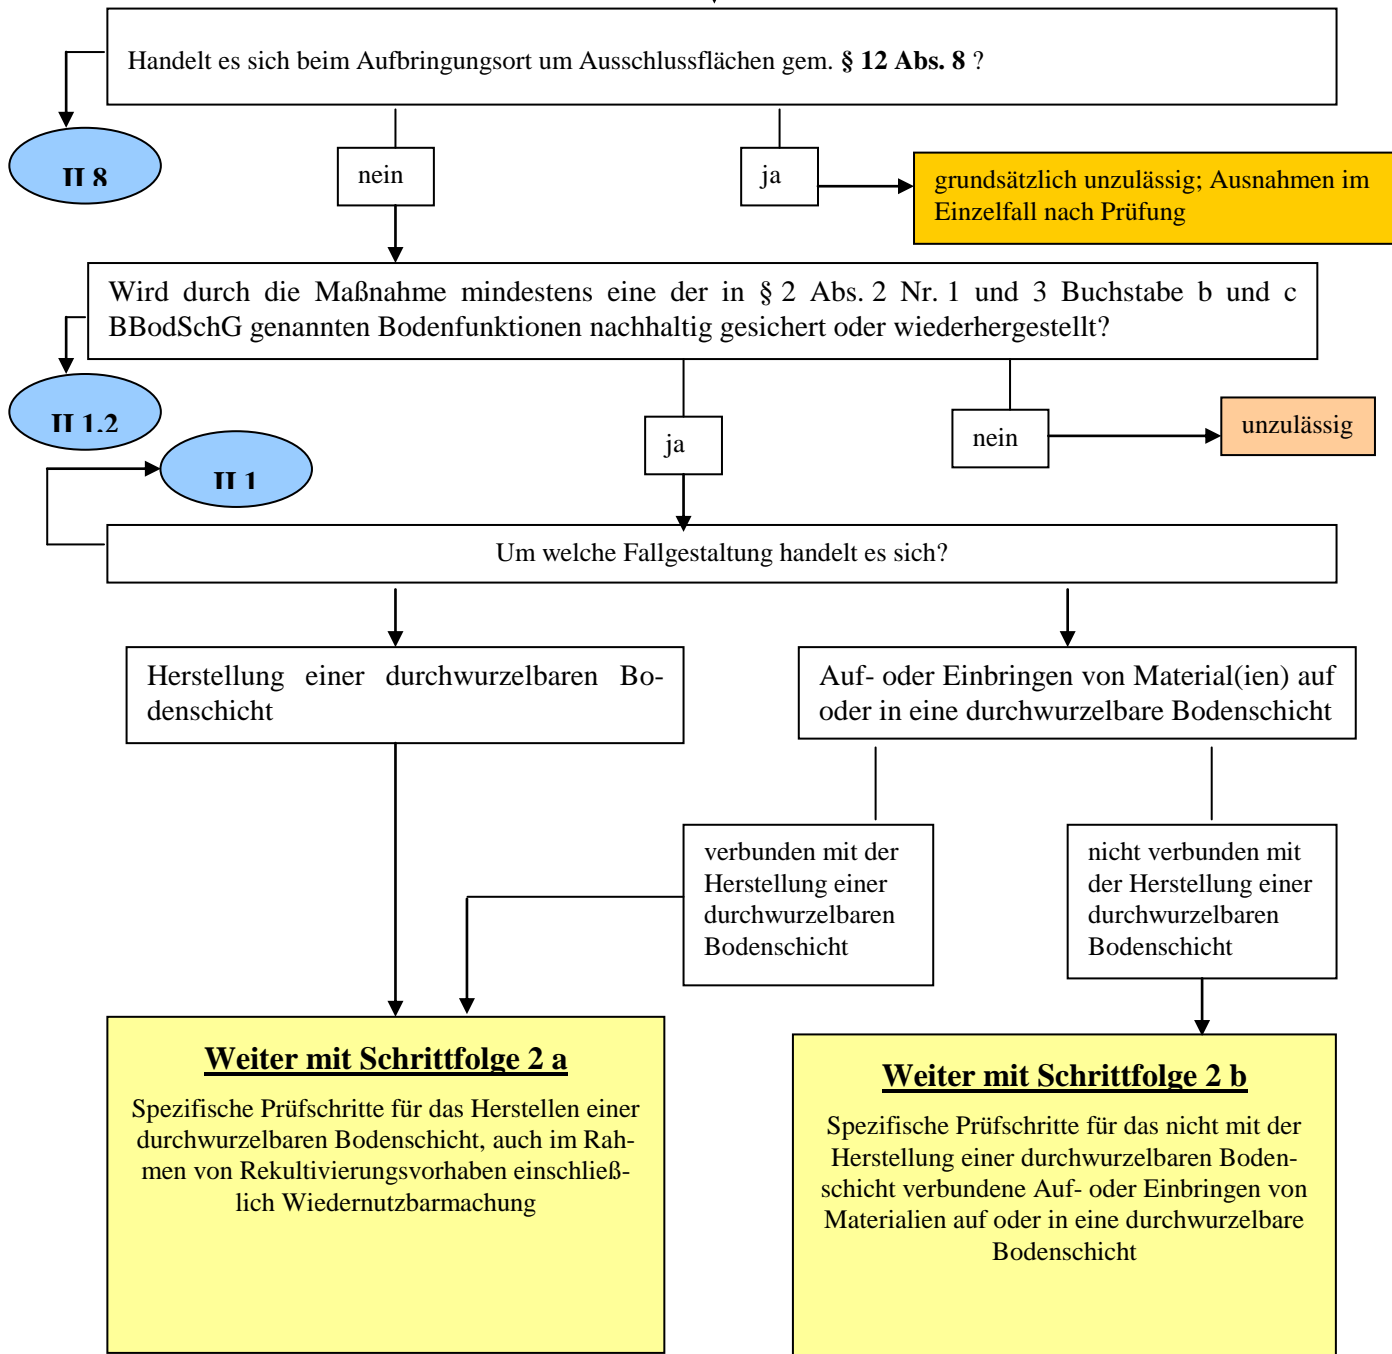 Handelt es sich beim Aufbringungsort um Ausschlussflächen gem. § 12 Abs. 8 ?
II 8
nein
ja
grundsätzlich unzulässig; Ausnahmen im
Einzelfall nach Prüfung
Wird durch die Maßnahme mindestens eine der in § 2 Abs. 2 Nr. 1 und 3 Buchstabe b und c
BBodSchG genannten Bodenfunktionen nachhaltig gesichert oder wiederhergestellt?
II 1,2
ja
nein
unzulässig
II 1
Um welche Fallgestaltung handelt es sich?
Herstellung einer durchwurzelbaren Bo-
denschicht
Auf- oder Einbringen von Material(ien) auf
oder in eine durchwurzelbare Bodenschicht
verbunden mit der
Herstellung einer
durchwurzelbaren
Bodenschicht
nicht verbunden mit
der Herstellung einer
durchwurzelbaren
Bodenschicht
Weiter mit Schrittfolge 2 a
Spezifische Prüfschritte für das Herstellen einer
durchwurzelbaren Bodenschicht, auch im Rah-
men von Rekultivierungsvorhaben einschließ-
lich Wiedernutzbarmachung
Weiter mit Schrittfolge 2 b
Spezifische Prüfschritte für das nicht mit der
Herstellung einer durchwurzelbaren Boden-
schicht verbundene Auf- oder Einbringen von
Materialien auf oder in eine durchwurzelbare
Bodenschicht